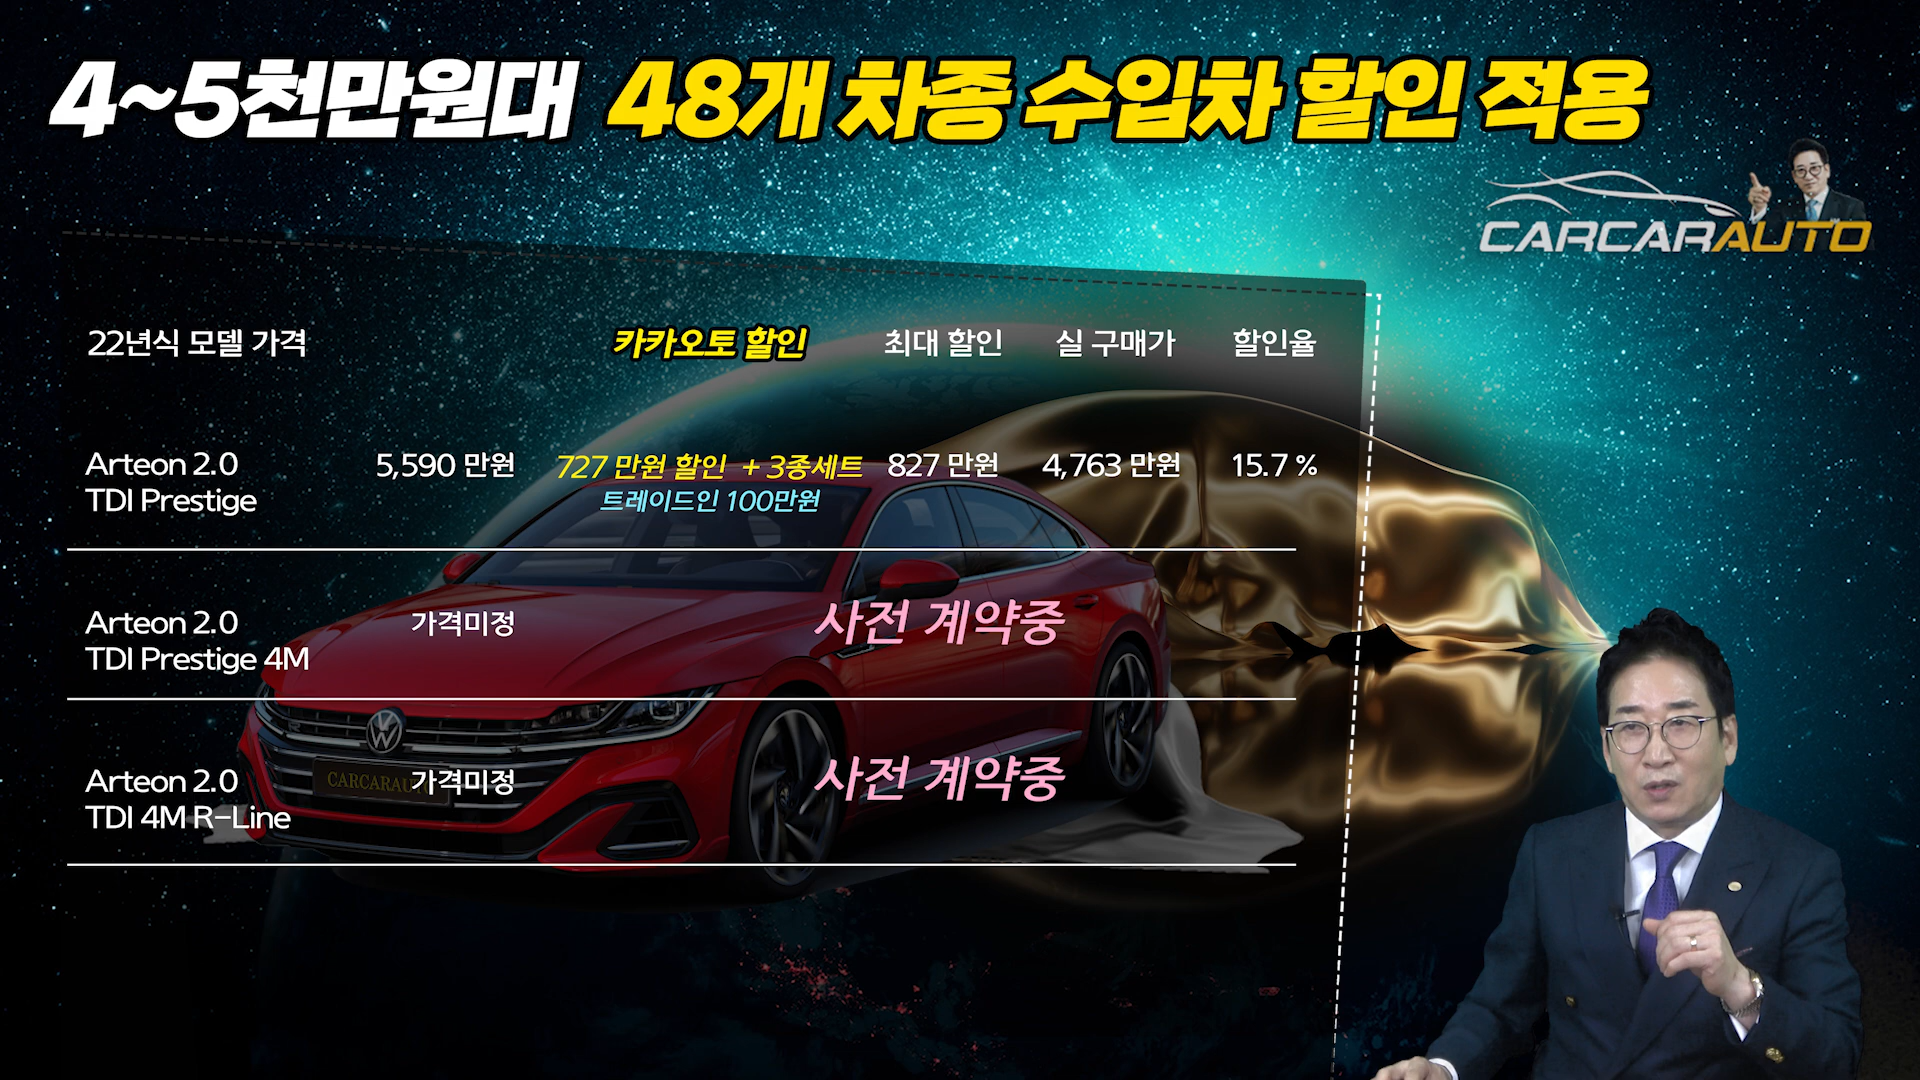 4~5천만원대 48개 차종 수입차 할인 적용
CARCARAUTO
22년식 모델 가격 카카오토 할인 최대 할인 실 구매가 할인율
Arteon 2.0
TDI Prestige
5,590 만원 727 만원 할인 + 3종세트 827 만원 4,763 만원 15.7 %
트레이드인 100만원
Arteon 2.0
TDI Prestige 4M
가격미정 사전 계약중
Arteon 2.0
TDI 4M R-Line
가격미정 사전 계약중
CARCARAUTO